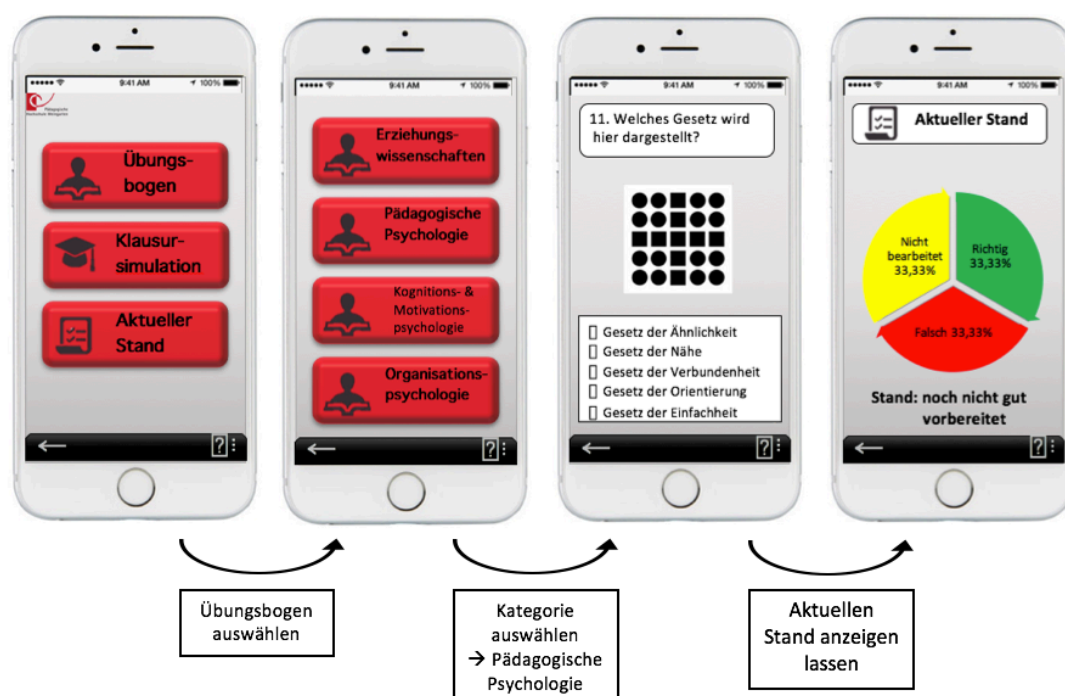 9:41 AM 100%
Pädagogische
Hochschule Weingarten
Übungs-
bogen
Klausur-
simulation
Aktueller
Stand
?
9:41 AM 100%
Erziehungs-
wissenschaften
Pädagogische
Psychologie
Kognitions- &
Motivations-
psychologie
Organisations-
psychologie
?
9:41 AM 100%
11. Welches Gesetz wird
hier dargestellt?
Gesetz der Ähnlichkeit
Gesetz der Nähe
Gesetz der Verbundenheit
Gesetz der Orientierung
Gesetz der Einfachheit
?
9:41 AM 100%
Aktueller Stand
Nicht
bearbeitet
33,33%
Richtig
33,33%
Falsch 33,33%
Stand: noch nicht gut
vorbereitet
?
Übungsbogen
auswählen
Kategorie
auswählen
→ Pädagogische
Psychologie
Aktuellen
Stand anzeigen
lassen